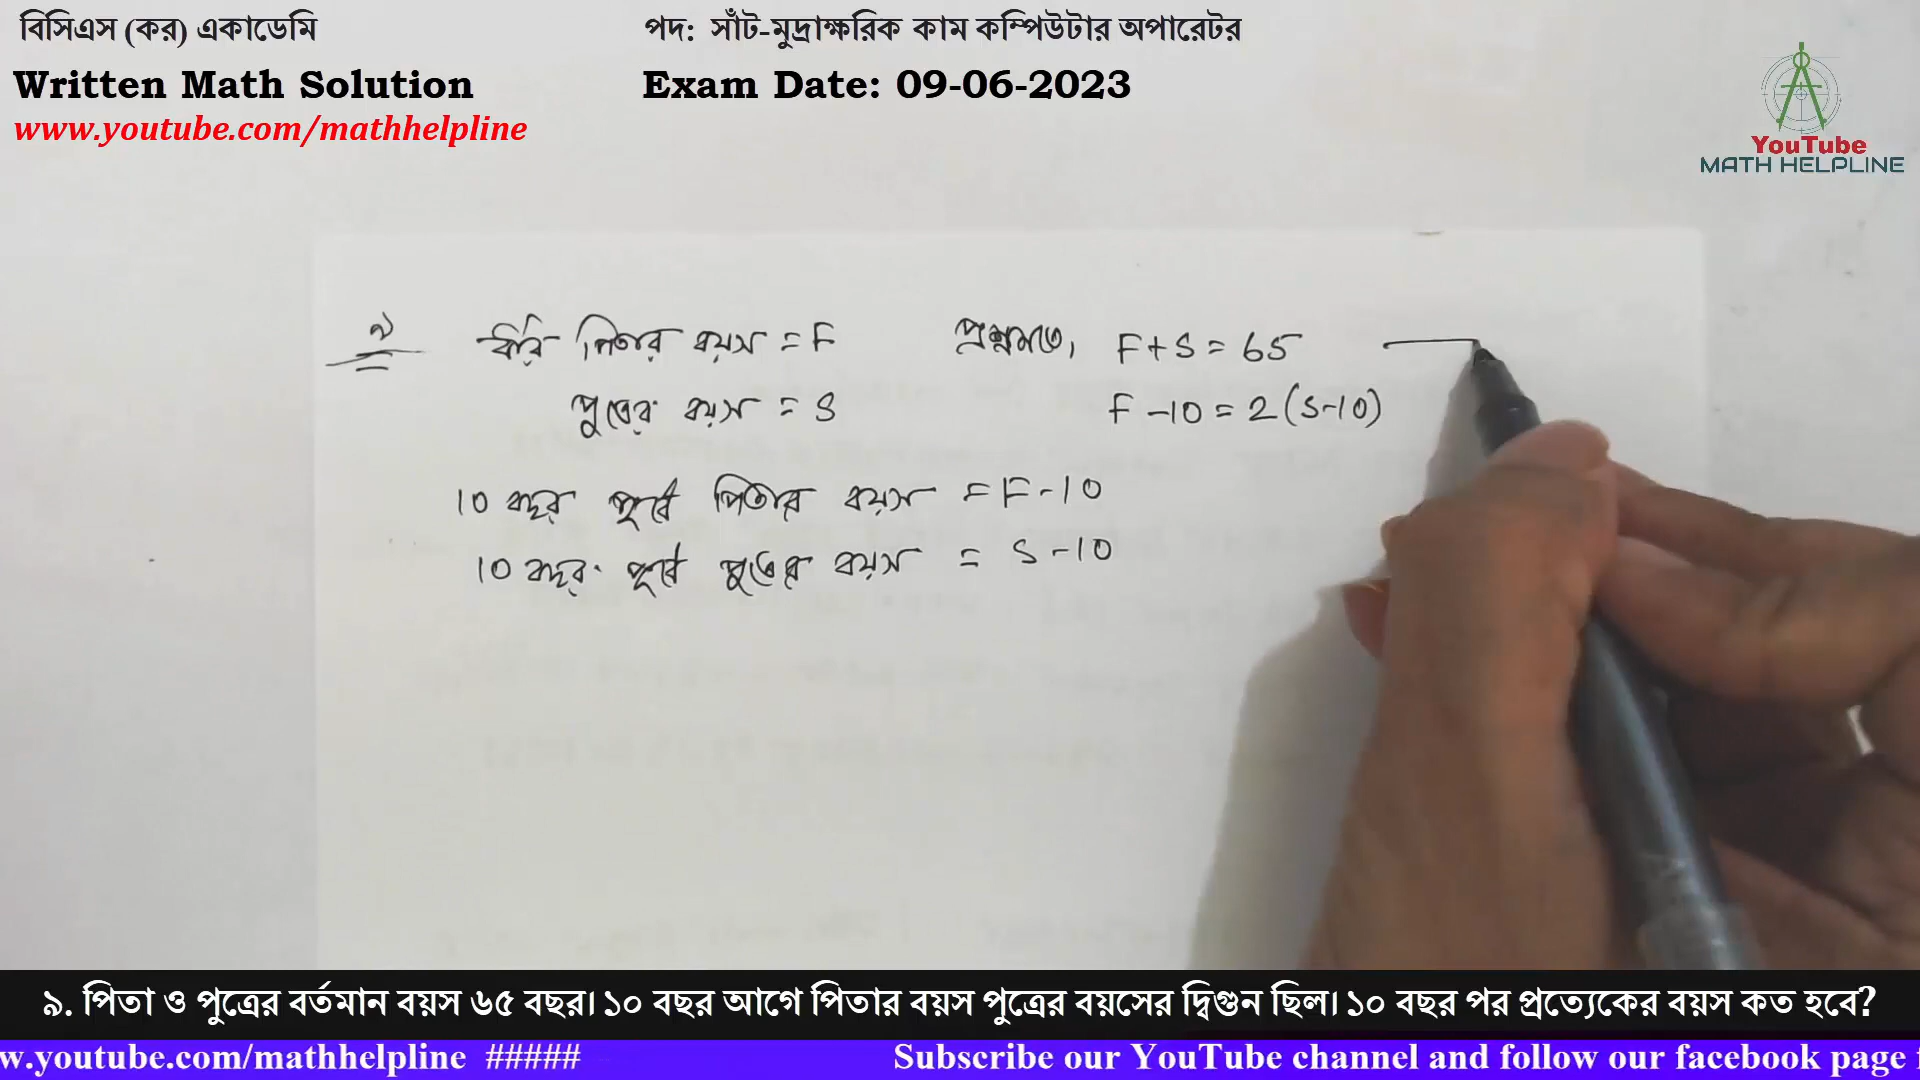 বিসিএস (কর) একাডেমি
পদ: সাঁট-মুদ্রাক্ষরিক কাম কম্পিউটার অপারেটর
Written Math Solution
Exam Date: 09-06-2023
www.youtube.com/mathhelpline
YouTube
MATH HELPLINE
৯ ধরি পিতার বয়স = F
পুত্রের বয়স = S
10 বছর পূর্বে পিতার বয়স = F-10
10 বছর পূর্বে পুত্রের বয়স = S-10
প্রশ্নমতে, F+S = 65
F-10 = 2(S-10)
৯. পিতা ও পুত্রের বর্তমান বয়স ৬৫ বছর। ১০ বছর আগে পিতার বয়স পুত্রের বয়সের দ্বিগুন ছিল। ১০ বছর পর প্রত্যেকের বয়স কত হবে?
w.youtube.com/mathhelpline ##### Subscribe our YouTube channel and follow our facebook page f